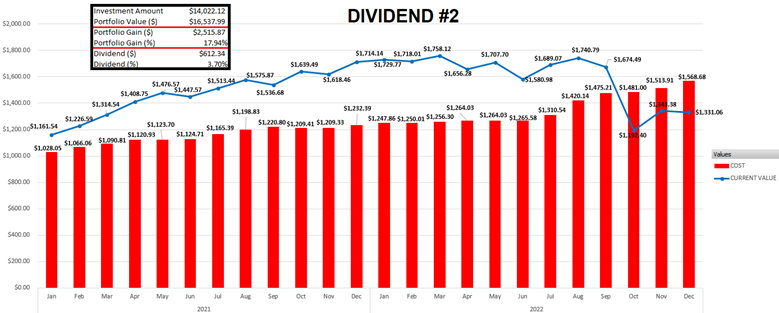 DIVIDEND #2
Investment Amount $14,022.12
Portfolio Value ($) $16,537.99
Portfolio Gain ($) $2,515.87
Portfolio Gain (%) 17.94%
Dividend ($) $612.34
Dividend (%) 3.70%
$2,000.00
$1,800.00
$1,600.00
$1,400.00
$1,200.00
$1,000.00
$800.00
$600.00
$400.00
$200.00
$0.00
$1,161.54 $1,226.59 $1,314.54 $1,408.75 $1,476.57 $1,447.57 $1,513.44 $1,575.87 $1,536.68 $1,639.49 $1,618.46 $1,714.14 $1,729.77 $1,718.01 $1,758.12 $1,656.28 $1,707.70 $1,580.98 $1,689.07 $1,740.79 $1,674.49 $1,331.06
$1,028.05 $1,066.06 $1,090.81 $1,120.93 $1,123.70 $1,124.71 $1,165.39 $1,198.83 $1,220.80 $1,209.41 $1,209.33 $1,232.39 $1,247.86 $1,250.01 $1,256.30 $1,264.03 $1,264.03 $1,265.58 $1,310.54 $1,420.14 $1,475.21 $1,481.00 $1,513.91 $1,568.68
Jan Feb Mar Apr May Jun Jul Aug Sep Oct Nov Dec Jan Feb Mar Apr May Jun Jul Aug Sep Oct Nov Dec
2021 2022
Values
COST
CURRENT VALUE